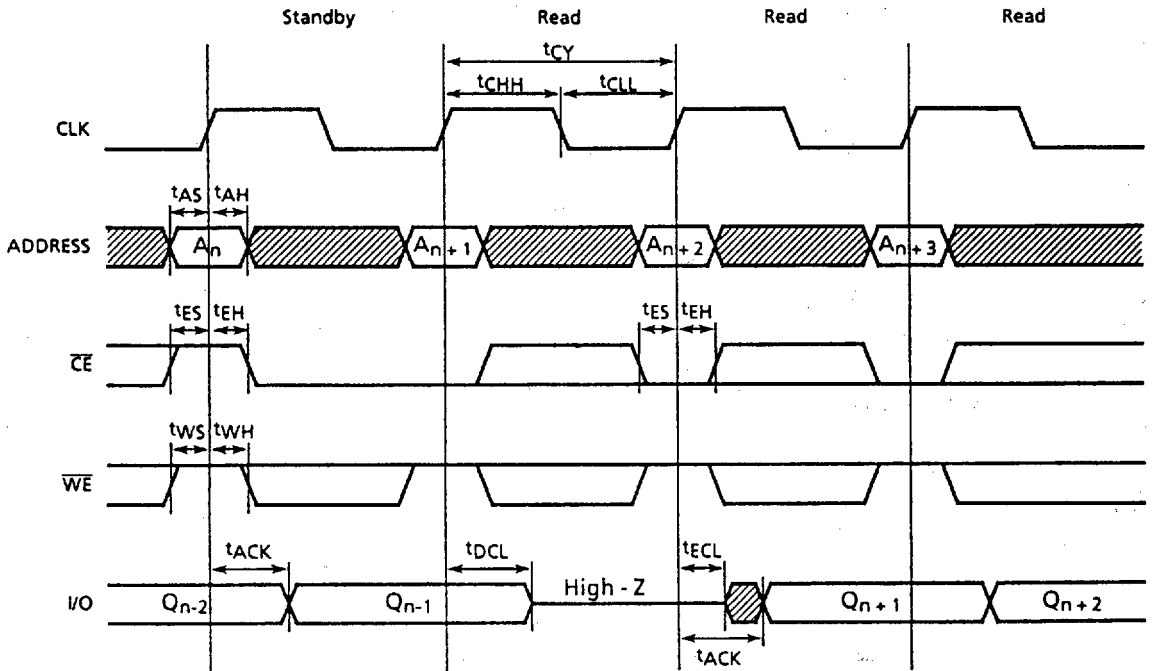 Standby Read Read Read
tCY
tCHH tCLL
CLK
tAS tAH
ADDRESS An An + 1 An + 2 An + 3
tES tEH tES tEH
CE
tWS tWH
WE
tACK tDCL tECL
I/O Qn-2 Qn-1 High - Z Qn + 1 Qn + 2
tACK